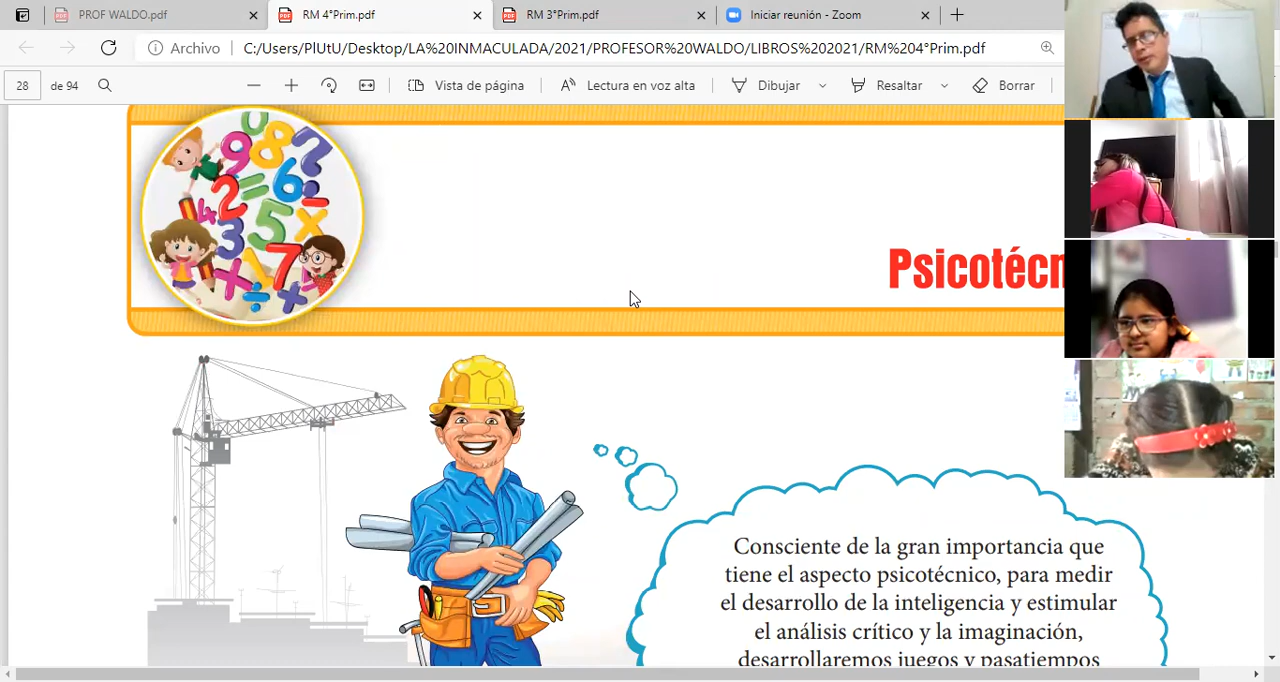 PROF WALDO.pdf
RM 4°Prim.pdf
RM 3°Prim.pdf
Iniciar reunión - Zoom
Archivo
C:/Users/PlUtU/Desktop/LA%20INMACULADA/2021/PROFESOR%20WALDO/LIBROS%202021/RM%204°Prim.pdf
28 de 94
Vista de página
Lectura en voz alta
Dibujar
Resaltar
Borrar
Psicotécn
Consciente de la gran importancia que
tiene el aspecto psicotécnico, para medir
el desarrollo de la inteligencia y estimular
el análisis crítico y la imaginación,
desarrollaremos juegos y pasatiempos